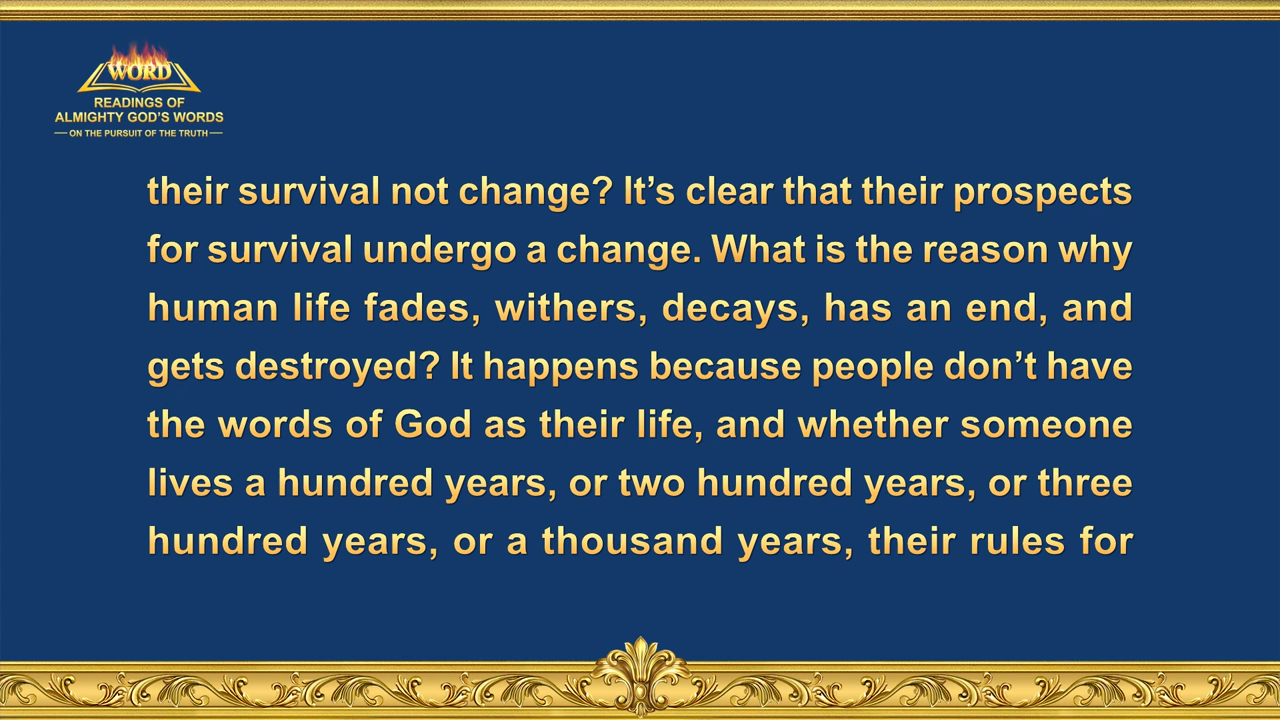 WORD
READINGS OF
ALMIGHTY GOD'S WORDS
ON THE PURSUIT OF THE TRUTH
their survival not change? It’s clear that their prospects
for survival undergo a change. What is the reason why
human life fades, withers, decays, has an end, and
gets destroyed? It happens because people don’t have
the words of God as their life, and whether someone
lives a hundred years, or two hundred years, or three
hundred years, or a thousand years, their rules for